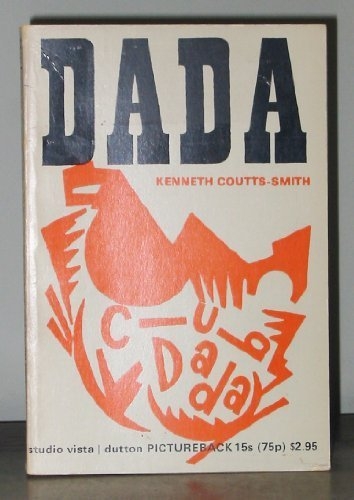 DADA
KENNETH COUTTS-SMITH
Club
Dada
studio vista | dutton PICTUREBACK 15s (75p) $2.95